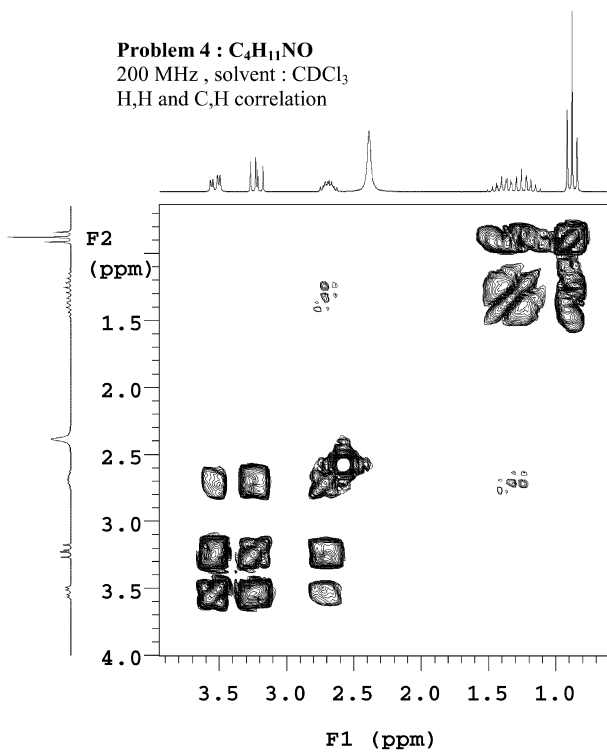 Problem 4 : C₄H₁₁NO
200 MHz , solvent : CDCl₃
H,H and C,H correlation
F2
(ppm)
1.5
2.0
2.5
3.0
3.5
4.0
3.5 3.0 2.5 2.0 1.5 1.0
F1 (ppm)